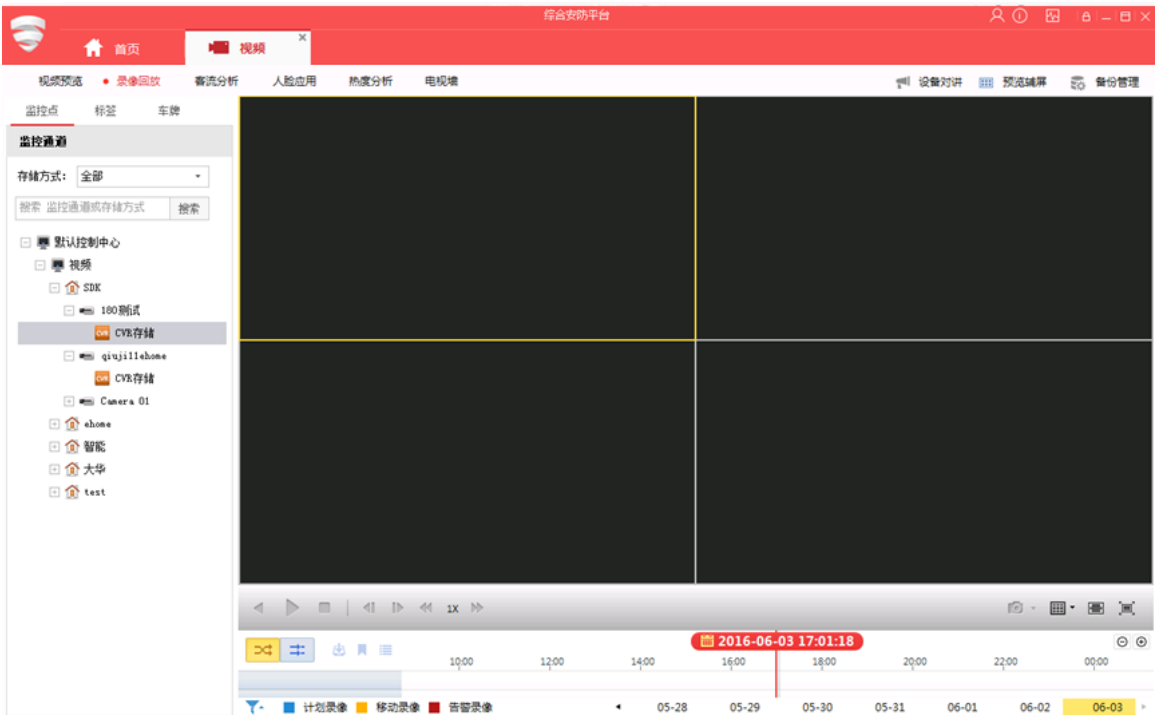 综合安防平台
首页
视频
视频预览 录像回放 客流分析 人脸应用 热度分析 电视墙 设备对讲 预览辅屏 备份管理
监控点 标签 车牌
监控通道
存储方式： 全部
搜索 监控通道或存储方式 搜索
默认控制中心
视频
SDK
180测试
CVR存储
qiujillehome
CVR存储
Camera 01
ehome
智能
大华
test
1X
2016-06-03 17:01:18
10:00 12:00 14:00 16:00 18:00 20:00 22:00 00:00
计划录像 移动录像 告警录像 05-28 05-29 05-30 05-31 06-01 06-02 06-03